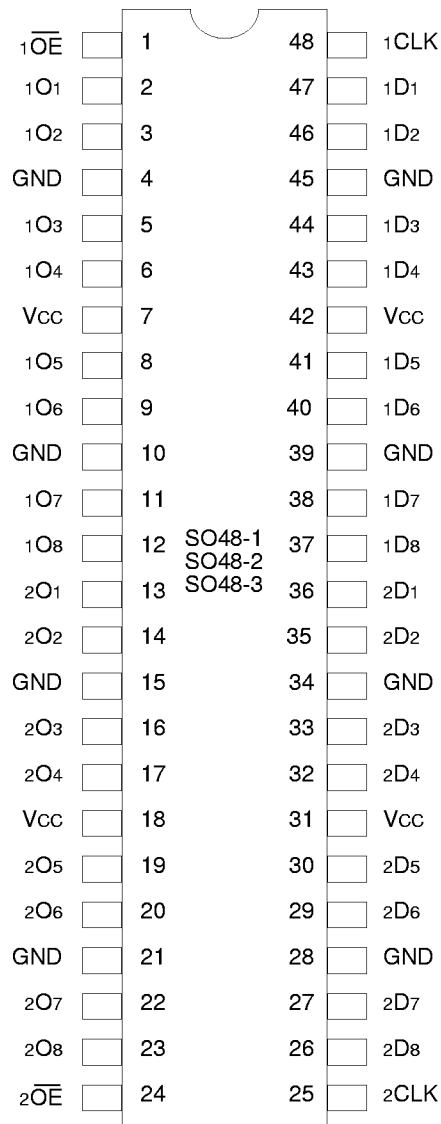 1OE 1 48 1CLK
1O1 2 47 1D1
1O2 3 46 1D2
GND 4 45 GND
1O3 5 44 1D3
1O4 6 43 1D4
VCC 7 42 VCC
1O5 8 41 1D5
1O6 9 40 1D6
GND 10 39 GND
1O7 11 38 1D7
1O8 12 SO48-1 37 1D8
SO48-2
2O1 13 SO48-3 36 2D1
2O2 14 35 2D2
GND 15 34 GND
2O3 16 33 2D3
2O4 17 32 2D4
VCC 18 31 VCC
2O5 19 30 2D5
2O6 20 29 2D6
GND 21 28 GND
2O7 22 27 2D7
2O8 23 26 2D8
2OE 24 25 2CLK